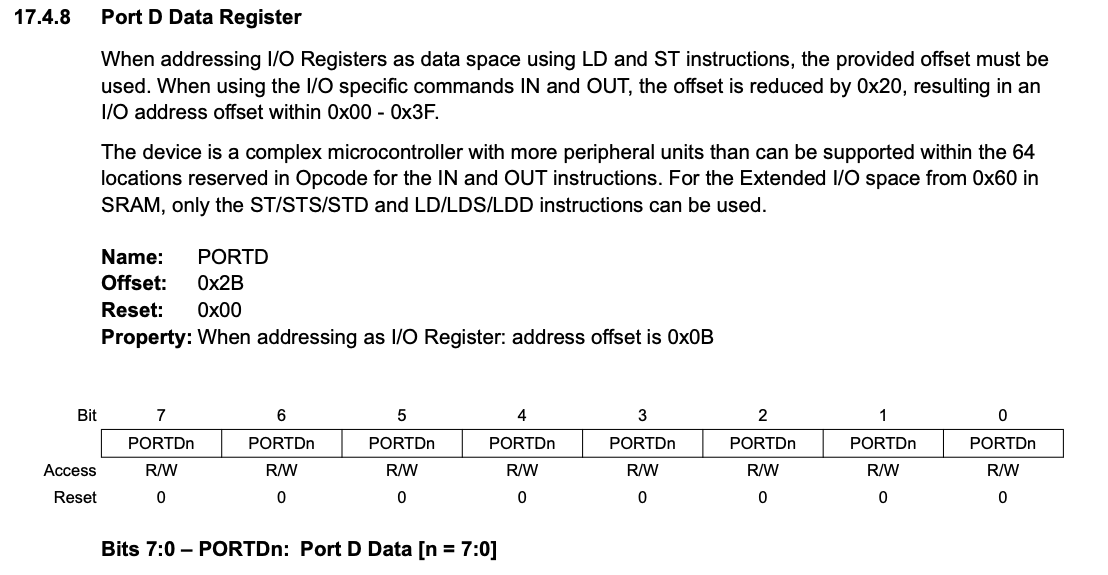 17.4.8 Port D Data Register
When addressing I/O Registers as data space using LD and ST instructions, the provided offset must be
used. When using the I/O specific commands IN and OUT, the offset is reduced by 0x20, resulting in an
I/O address offset within 0x00 - 0x3F.
The device is a complex microcontroller with more peripheral units than can be supported within the 64
locations reserved in Opcode for the IN and OUT instructions. For the Extended I/O space from 0x60 in
SRAM, only the ST/STS/STD and LD/LDS/LDD instructions can be used.
Name: PORTD
Offset: 0x2B
Reset: 0x00
Property: When addressing as I/O Register: address offset is 0x0B
Bit 7 6 5 4 3 2 1 0
PORTDn PORTDn PORTDn PORTDn PORTDn PORTDn PORTDn PORTDn
Access R/W R/W R/W R/W R/W R/W R/W R/W
Reset 0 0 0 0 0 0 0 0
Bits 7:0 – PORTDn: Port D Data [n = 7:0]